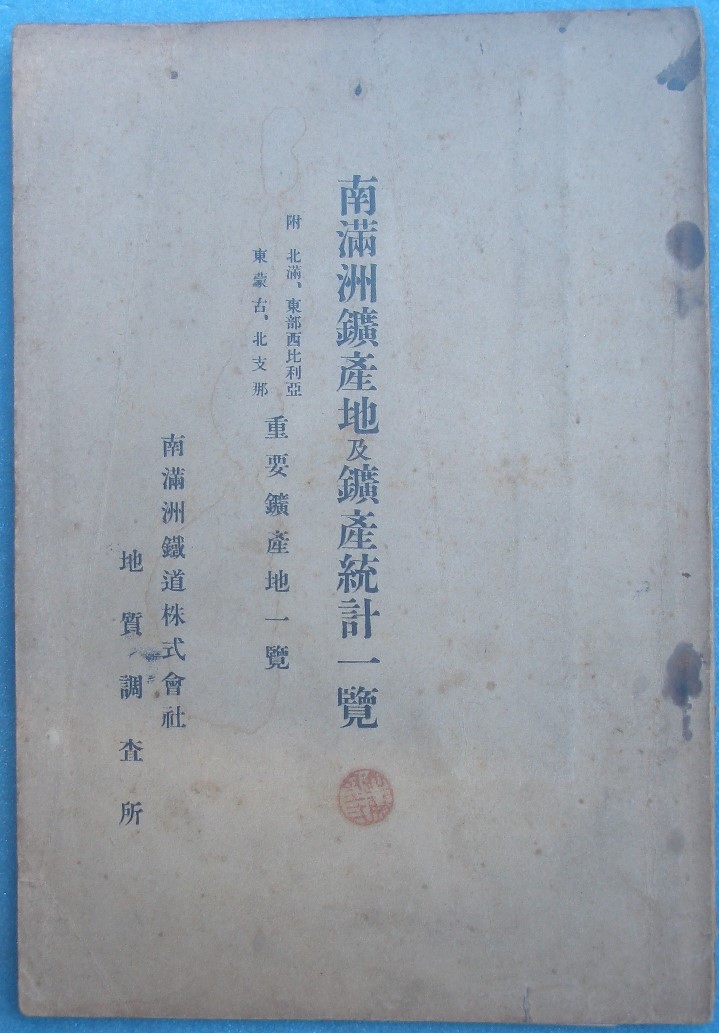 南滿洲鑛產地及鑛產統計一覽
附 北滿、東部西比利亞
東蒙古、北支那
重要鑛產地一覽
南滿洲鐵道株式會社
地質調査所